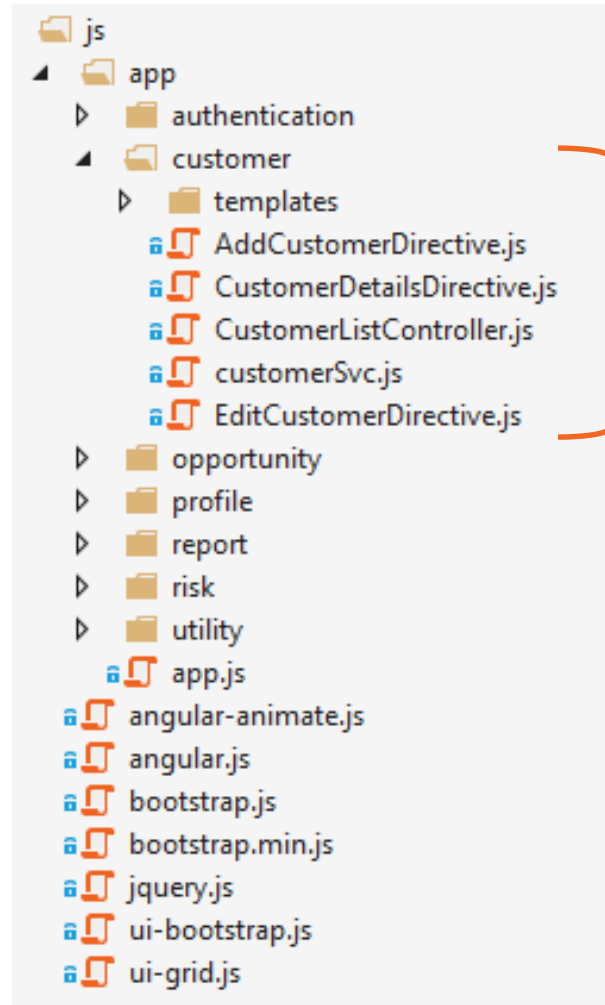 js
app
authentication
customer
templates
AddCustomerDirective.js
CustomerDetailsDirective.js
CustomerListController.js
customerSvc.js
EditCustomerDirective.js
opportunity
profile
report
risk
utility
app.js
angular-animate.js
angular.js
bootstrap.js
bootstrap.min.js
jquery.js
ui-bootstrap.js
ui-grid.js